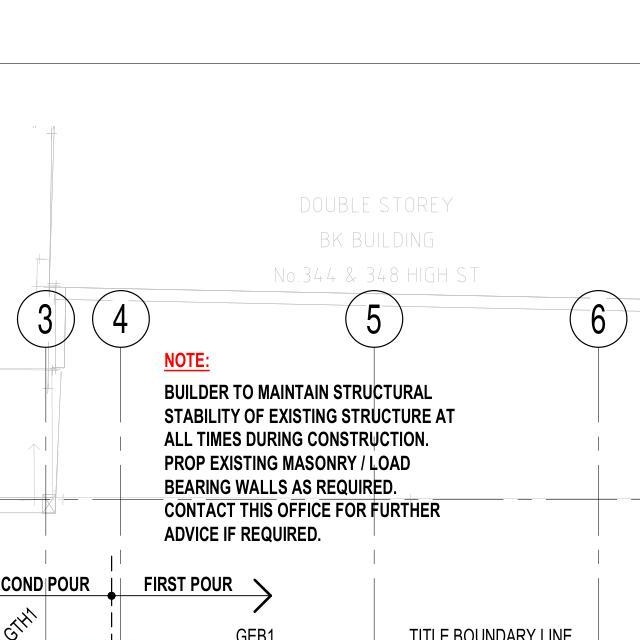 DOUBLE STOREY
BK BUILDING
No.344 & 348 HIGH ST
3 4 5 6
NOTE:
BUILDER TO MAINTAIN STRUCTURAL
STABILITY OF EXISTING STRUCTURE AT
ALL TIMES DURING CONSTRUCTION.
PROP EXISTING MASONRY / LOAD
BEARING WALLS AS REQUIRED.
CONTACT THIS OFFICE FOR FURTHER
ADVICE IF REQUIRED.
COND POUR FIRST POUR
GTH1
GFB1 TITLE BOUNDARY LINE